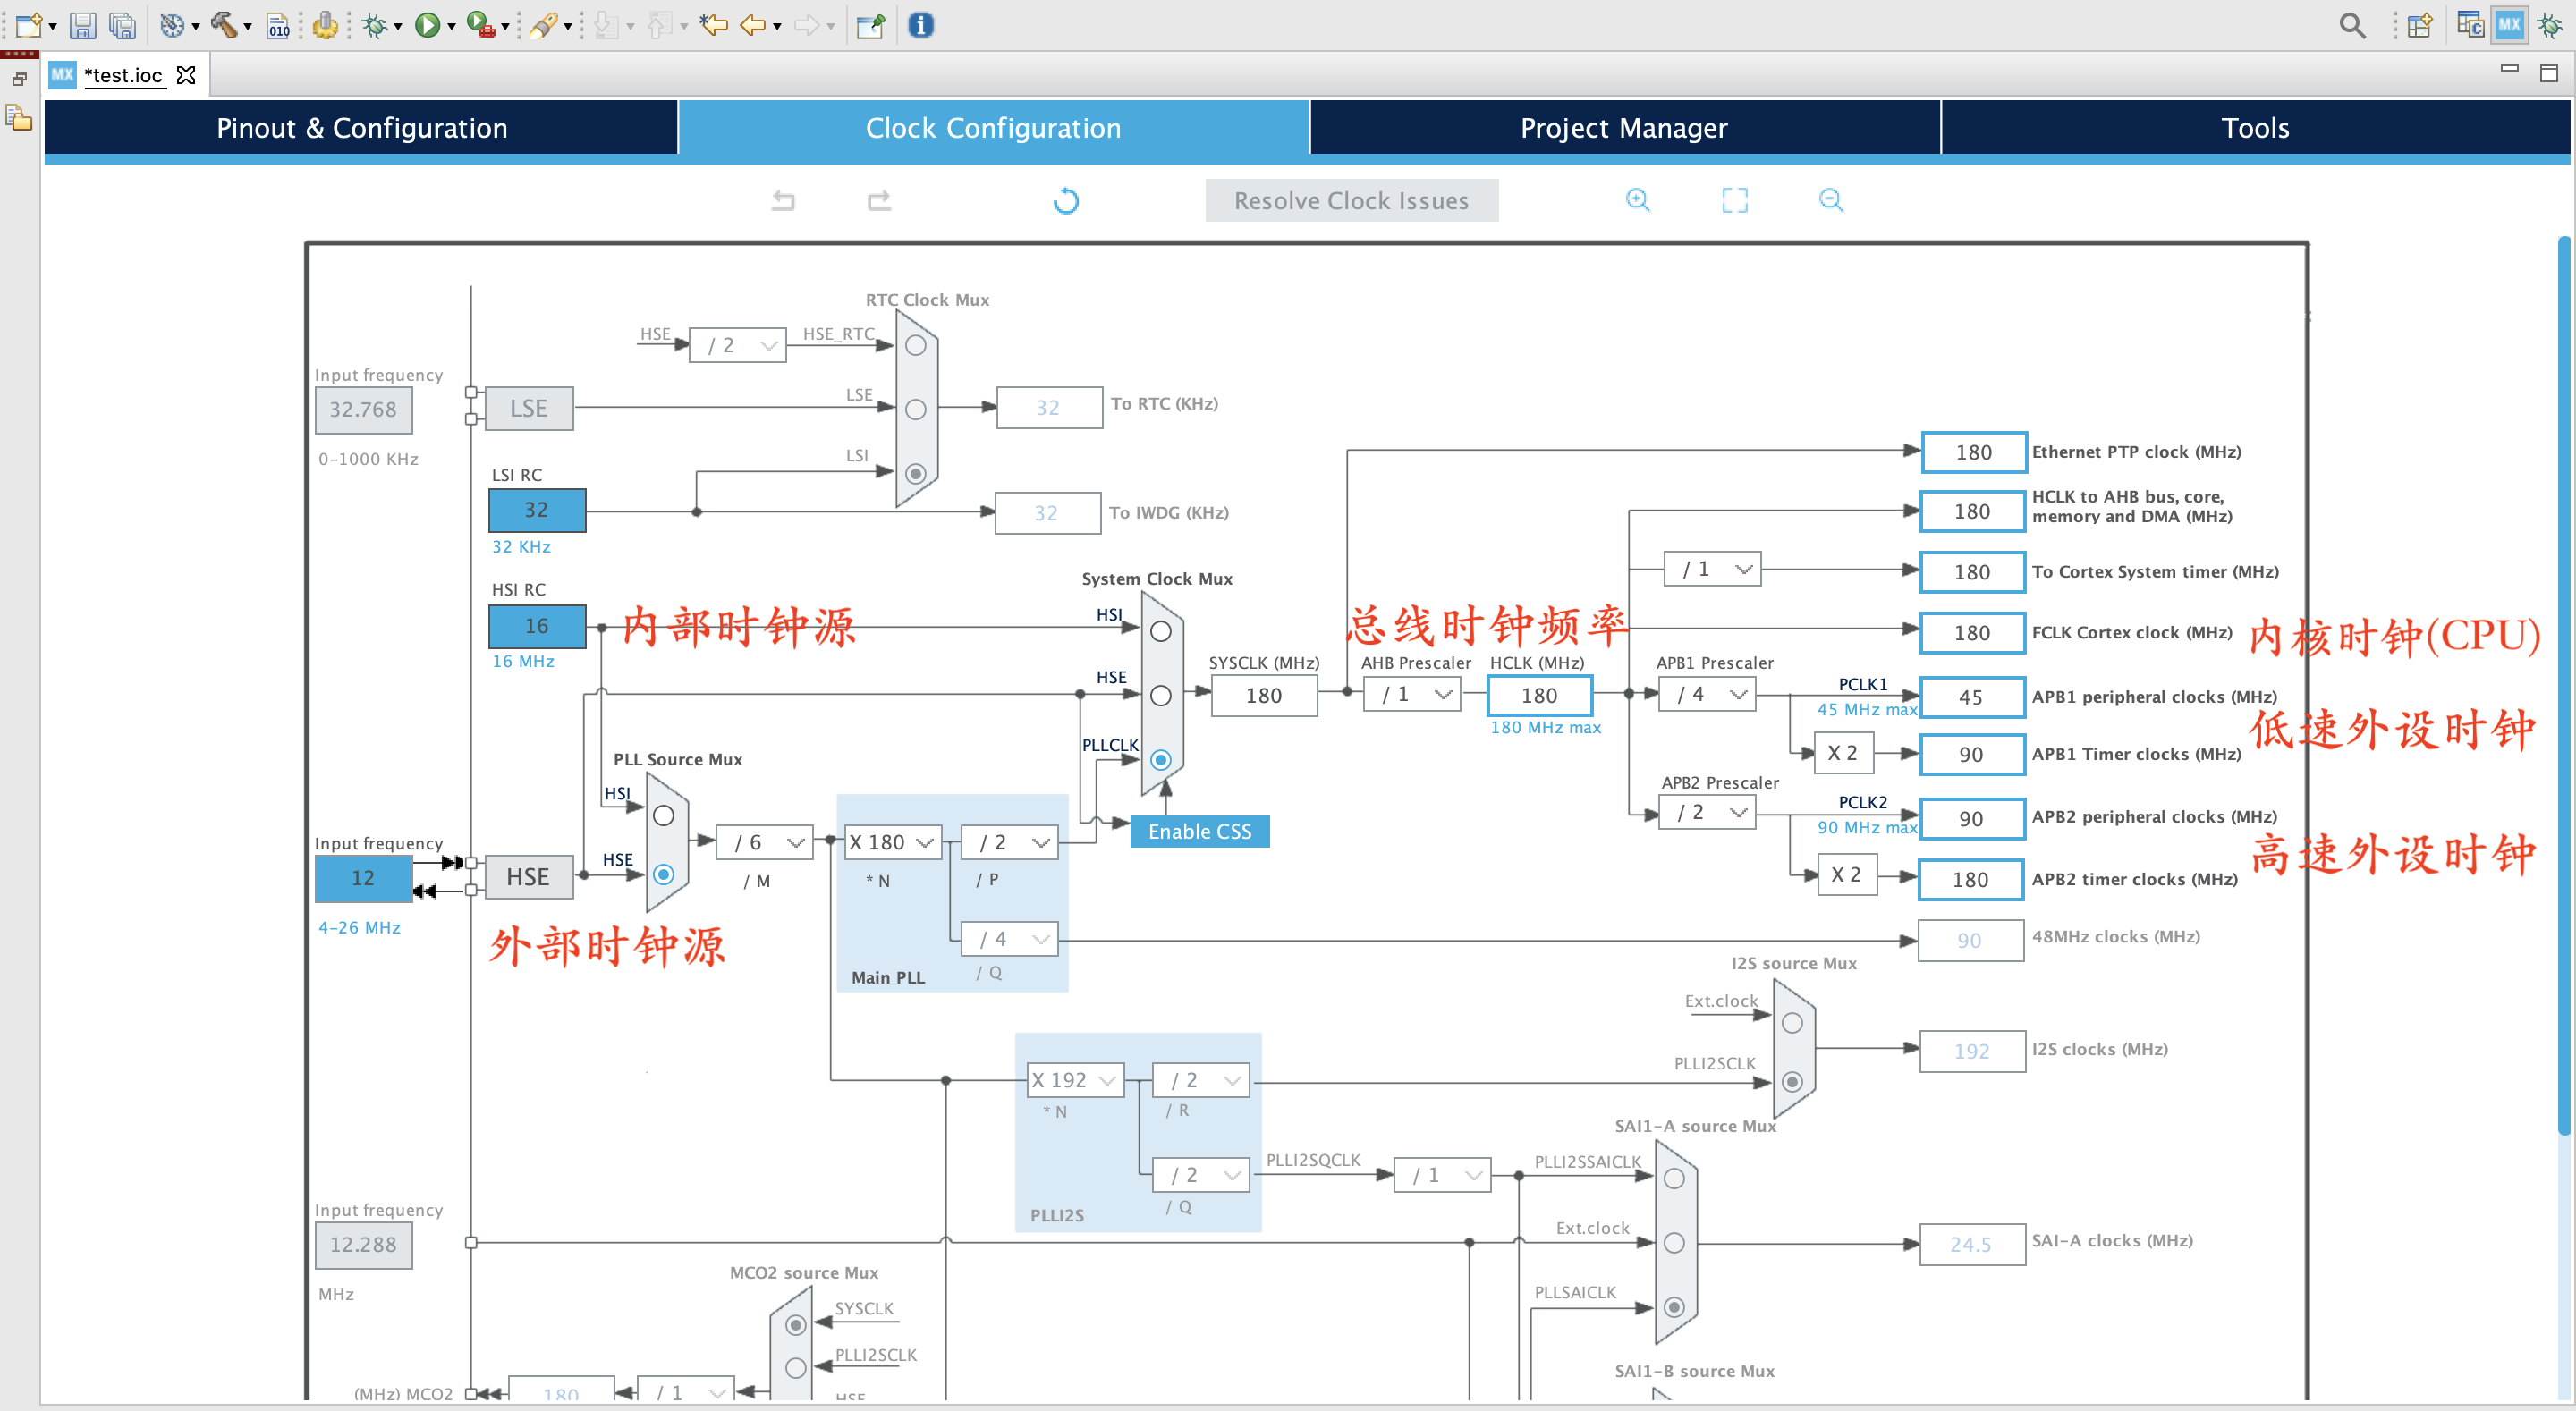 010
MX
MX *test.ioc
Pinout & Configuration
Clock Configuration
Project Manager
Tools
Resolve Clock Issues
RTC Clock Mux
HSE
/ 2
HSE_RTC
Input frequency
32.768
0-1000 KHz
LSE
LSE
32
To RTC (KHz)
LSI
LSI RC
32
32 KHz
32
To IWDG (KHz)
180
Ethernet PTP clock (MHz)
180
HCLK to AHB bus, core,
memory and DMA (MHz)
/ 1
180
To Cortex System timer (MHz)
HSI RC
16
16 MHz
内部时钟源
System Clock Mux
HSI
总线时钟频率
180
FCLK Cortex clock (MHz)
内核时钟(CPU)
HSE
SYSCLK (MHz)
180
AHB Prescaler
/ 1
HCLK (MHz)
180
180 MHz max
APB1 Prescaler
/ 4
PCLK1
45 MHz max
45
APB1 peripheral clocks (MHz)
低速外设时钟
X 2
90
APB1 Timer clocks (MHz)
PLLCLK
Enable CSS
APB2 Prescaler
/ 2
PCLK2
90 MHz max
90
APB2 peripheral clocks (MHz)
高速外设时钟
X 2
180
APB2 timer clocks (MHz)
PLL Source Mux
HSI
HSE
Input frequency
12
4-26 MHz
HSE
外部时钟源
/ 6
/ M
X 180
* N
/ 2
/ P
/ 4
/ Q
Main PLL
90
48MHz clocks (MHz)
I2S source Mux
Ext.clock
PLLI2SCLK
192
I2S clocks (MHz)
X 192
* N
/ 2
/ R
/ 2
/ Q
PLLI2S
PLLI2SQCLK
/ 1
SAI1-A source Mux
PLLI2SSAICLK
Ext.clock
PLLSAICLK
24.5
SAI-A clocks (MHz)
Input frequency
12.288
MHz
MCO2 source Mux
SYSCLK
PLLI2SCLK
HSE
(MHz) MCO2
180
/ 1
SAI1-B source Mux